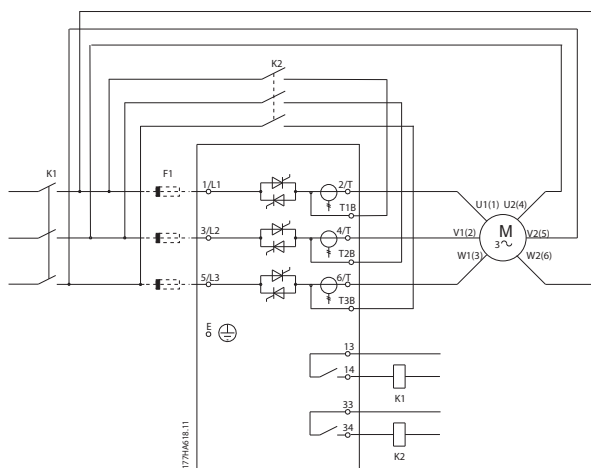 K2
K1
F1
1/L1
2/T
T1B
U1(1) U2(4)
3/L2
4/T
T2B
V1(2)
M
3~
V2(5)
5/L3
6/T
T3B
W1(3)
W2(6)
E
13
14
K1
33
34
K2
177HA618.11